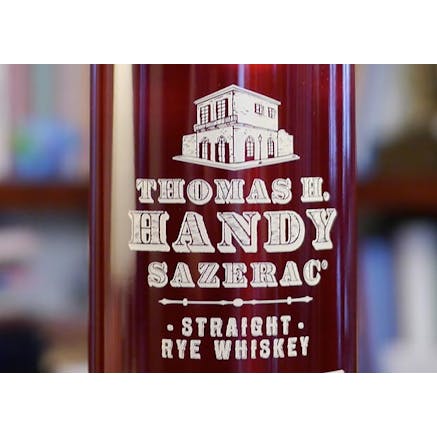 THOMAS H.
HANDY
SAZERAC®
· STRAIGHT ·
RYE WHISKEY